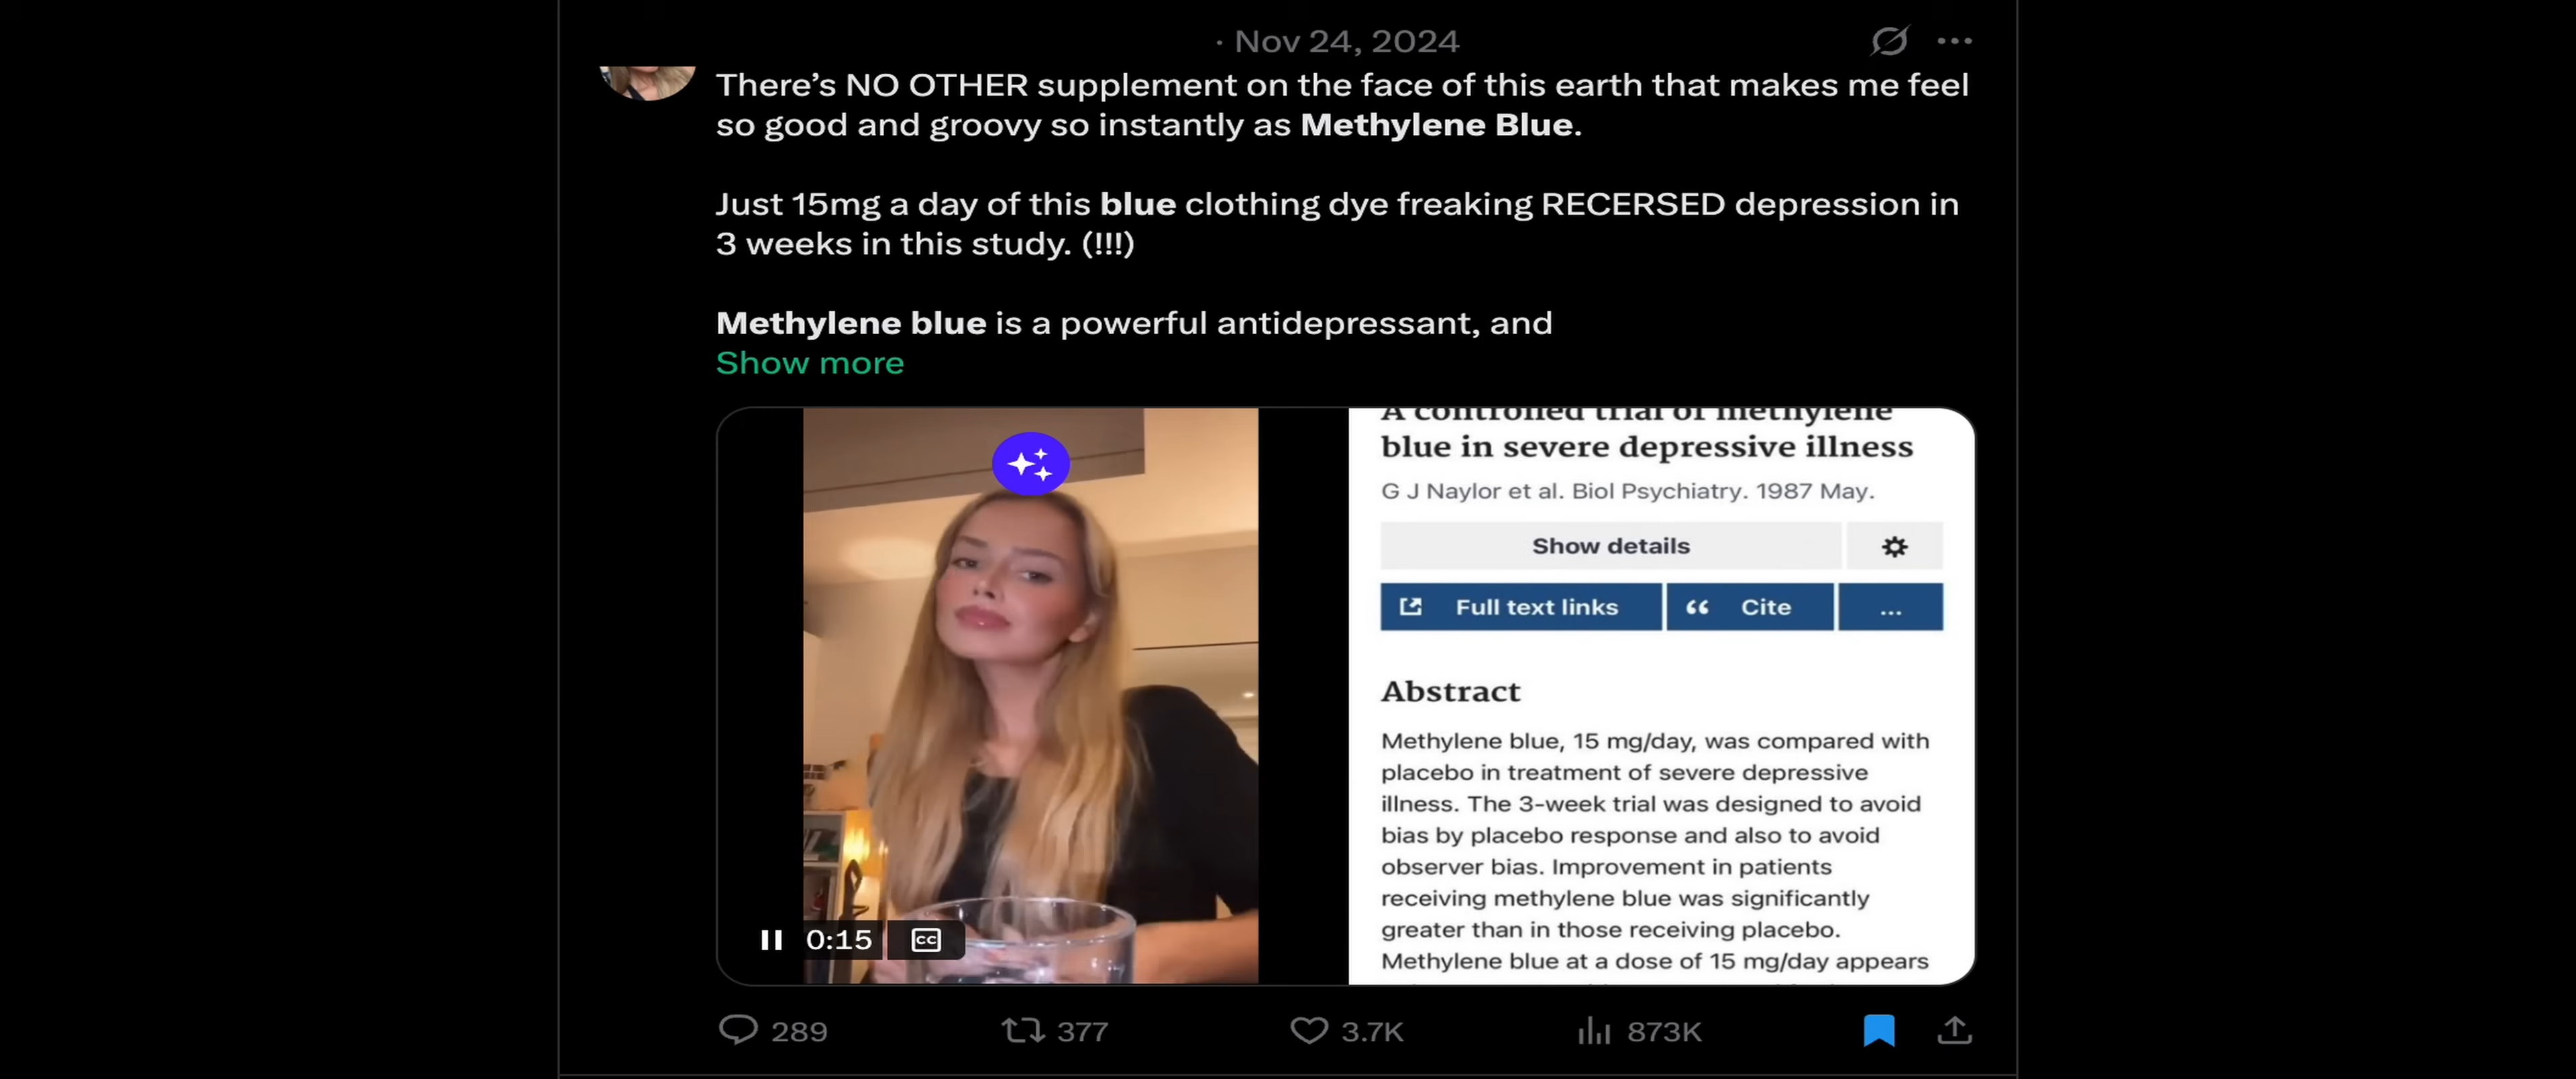 · Nov 24, 2024
There’s NO OTHER supplement on the face of this earth that makes me feel
so good and groovy so instantly as Methylene Blue.
Just 15mg a day of this blue clothing dye freaking RECERSED depression in
3 weeks in this study. (!!!)
Methylene blue is a powerful antidepressant, and
Show more
0:15
CC
A controlled trial of methylene
blue in severe depressive illness
G J Naylor et al. Biol Psychiatry. 1987 May.
Show details
Full text links
Cite
...
Abstract
Methylene blue, 15 mg/day, was compared with
placebo in treatment of severe depressive
illness. The 3-week trial was designed to avoid
bias by placebo response and also to avoid
observer bias. Improvement in patients
receiving methylene blue was significantly
greater than in those receiving placebo.
Methylene blue at a dose of 15 mg/day appears
289
377
3.7K
873K